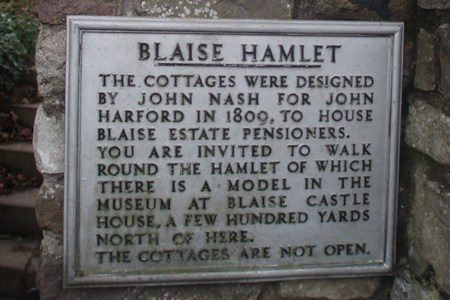 BLAISE HAMLET
THE COTTAGES WERE DESIGNED
BY JOHN NASH FOR JOHN
HARFORD IN 1809, TO HOUSE
BLAISE ESTATE PENSIONERS.
YOU ARE INVITED TO WALK
ROUND THE HAMLET OF WHICH
THERE IS A MODEL IN THE
MUSEUM AT BLAISE CASTLE
HOUSE, A FEW HUNDRED YARDS
NORTH OF HERE.
THE COTTAGES ARE NOT OPEN.